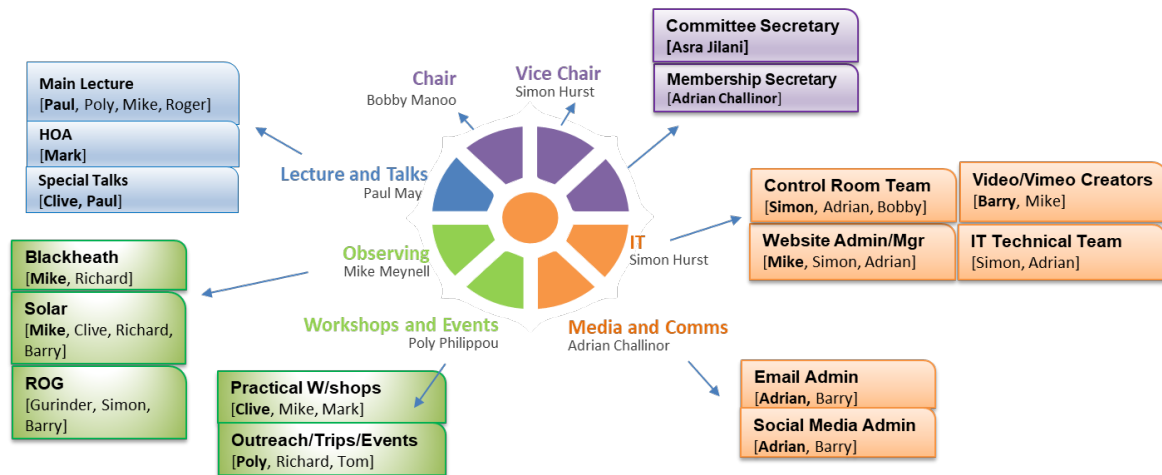 Committee Secretary
[Asra Jilani]
Membership Secretary
[Adrian Challinor]
Chair
Bobby Manoo
Vice Chair
Simon Hurst
Main Lecture
[Paul, Poly, Mike, Roger]
HOA
[Mark]
Special Talks
[Clive, Paul]
Lecture and Talks
Paul May
Control Room Team
[Simon, Adrian, Bobby]
Video/Vimeo Creators
[Barry, Mike]
Website Admin/Mgr
[Mike, Simon, Adrian]
IT Technical Team
[Simon, Adrian]
IT
Simon Hurst
Observing
Mike Meynell
Blackheath
[Mike, Richard]
Solar
[Mike, Clive, Richard,
Barry]
ROG
[Gurinder, Simon,
Barry]
Workshops and Events
Poly Philippou
Media and Comms
Adrian Challinor
Practical W/shops
[Clive, Mike, Mark]
Outreach/Trips/Events
[Poly, Richard, Tom]
Email Admin
[Adrian, Barry]
Social Media Admin
[Adrian, Barry]